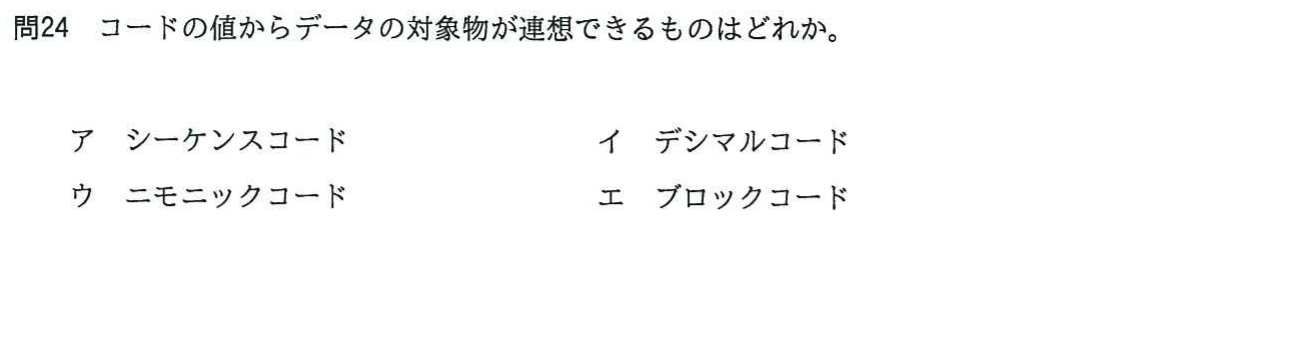 問24　コードの値からデータの対象物が連想できるものはどれか。
ア　シーケンスコード　イ　デシマルコード
ウ　ニモニックコード　エ　ブロックコード